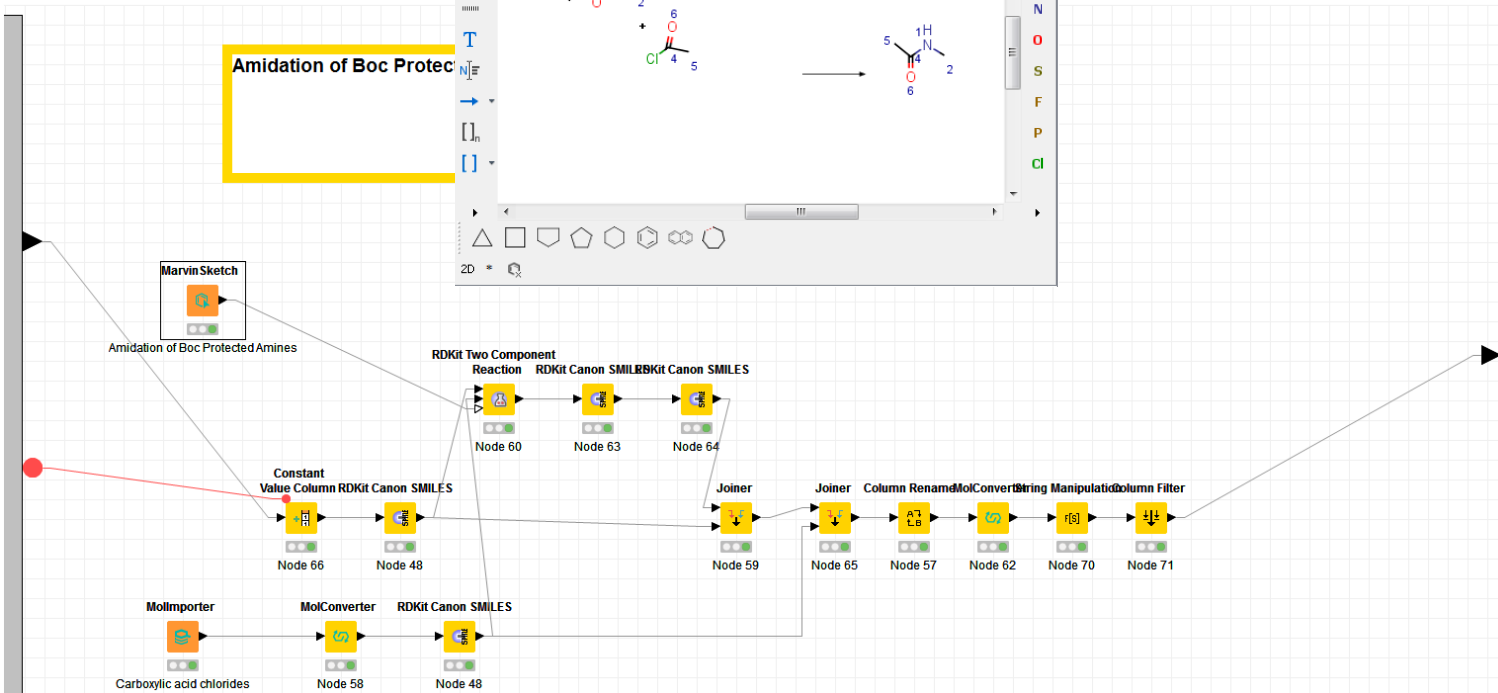 Amidation of Boc Protec
T
N
O
S
F
P
Cl
O
2
+
6
O
Cl
4
5
5
1
H
N
4
2
O
6
[ ]n
[ ]
2D
*
MarvinSketch
Amidation of Boc Protected Amines
RDKit Two Component
Reaction
RDKit Canon SMILES
RDKit Canon SMILES
Node 60
Node 63
Node 64
Constant
Value Column
RDKit Canon SMILES
Joiner
Joiner
Column Rename
MolConverter
String Manipulation
Column Filter
Node 66
Node 48
Node 59
Node 65
Node 57
Node 62
Node 70
Node 71
MolImporter
MolConverter
RDKit Canon SMILES
Carboxylic acid chlorides
Node 58
Node 48